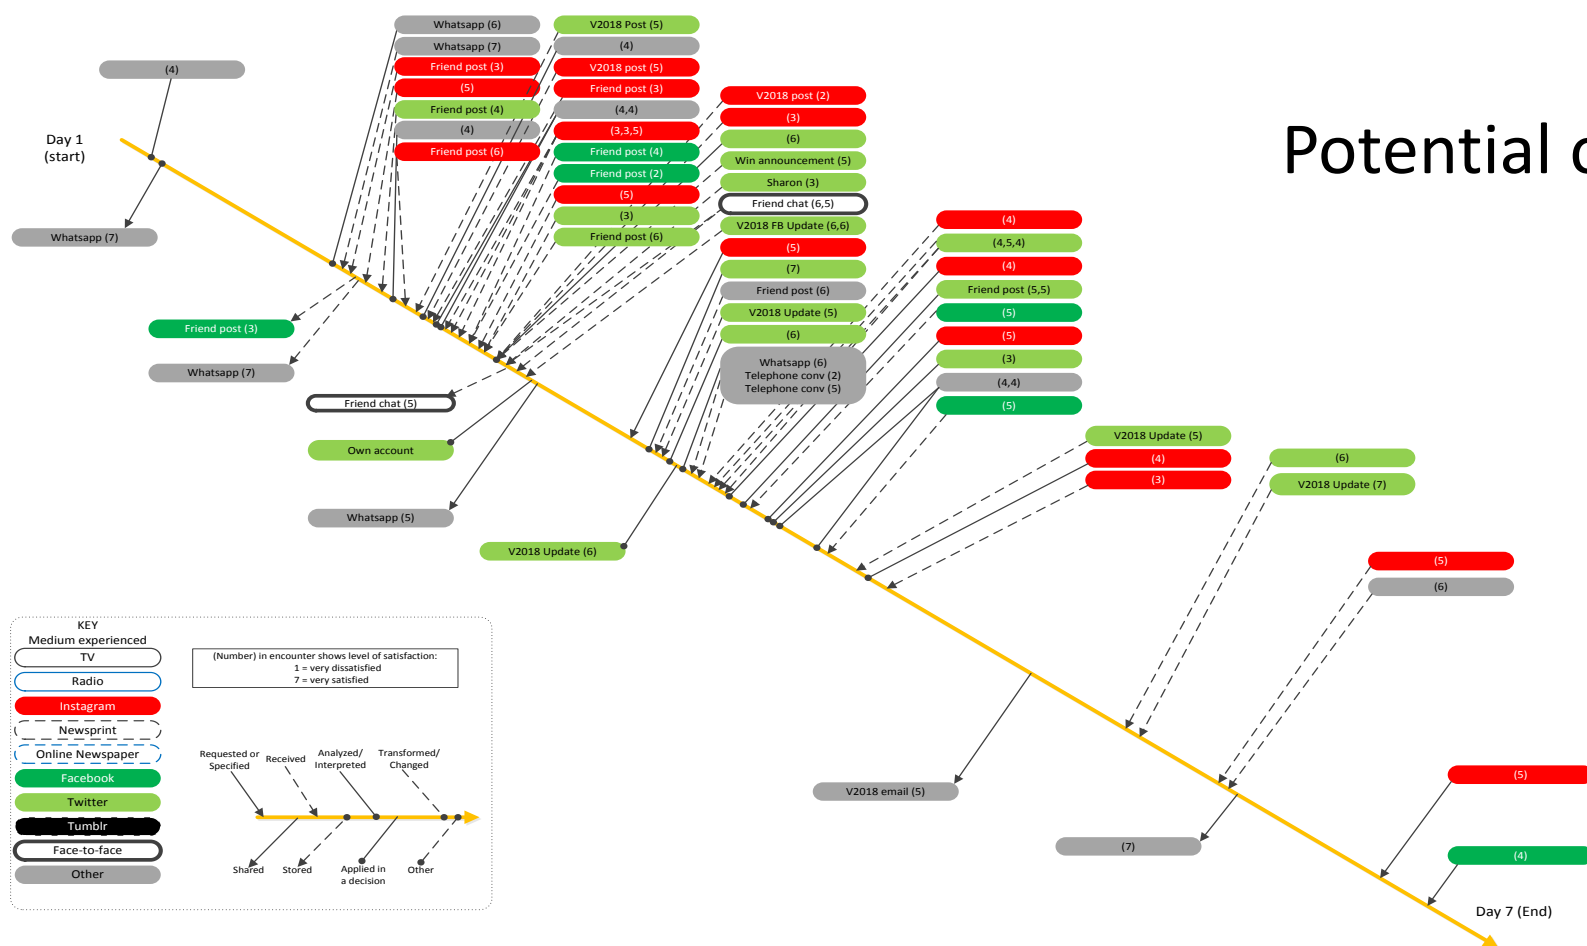 Potential c
Day 1
(start)
(4)
Whatsapp (7)
Whatsapp (6)
Whatsapp (7)
Friend post (3)
(5)
Friend post (4)
(4)
Friend post (6)
V2018 Post (5)
(4)
V2018 post (5)
Friend post (3)
(4,4)
(3,3,5)
Friend post (4)
Friend post (2)
(5)
(3)
Friend post (6)
V2018 post (2)
(3)
(6)
Win announcement (5)
Sharon (3)
Friend chat (6,5)
V2018 FB Update (6,6)
(5)
(7)
Friend post (6)
V2018 Update (5)
(6)
Whatsapp (6)
Telephone conv (2)
Telephone conv (5)
(4)
(4,5,4)
(4)
Friend post (5,5)
(5)
(5)
(3)
(4,4)
(5)
Friend post (3)
Whatsapp (7)
Friend chat (5)
Own account
Whatsapp (5)
V2018 Update (6)
V2018 Update (5)
(4)
(3)
(6)
V2018 Update (7)
(5)
(6)
V2018 email (5)
(7)
(5)
(4)
Day 7 (End)
KEY
Medium experienced
TV
Radio
Instagram
Newsprint
Online Newspaper
Facebook
Twitter
Tumblr
Face-to-face
Other
(Number) in encounter shows level of satisfaction:
1 = very dissatisfied
7 = very satisfied
Requested or
Specified
Received
Analyzed/
Interpreted
Transformed/
Changed
Shared
Stored
Applied in
a decision
Other